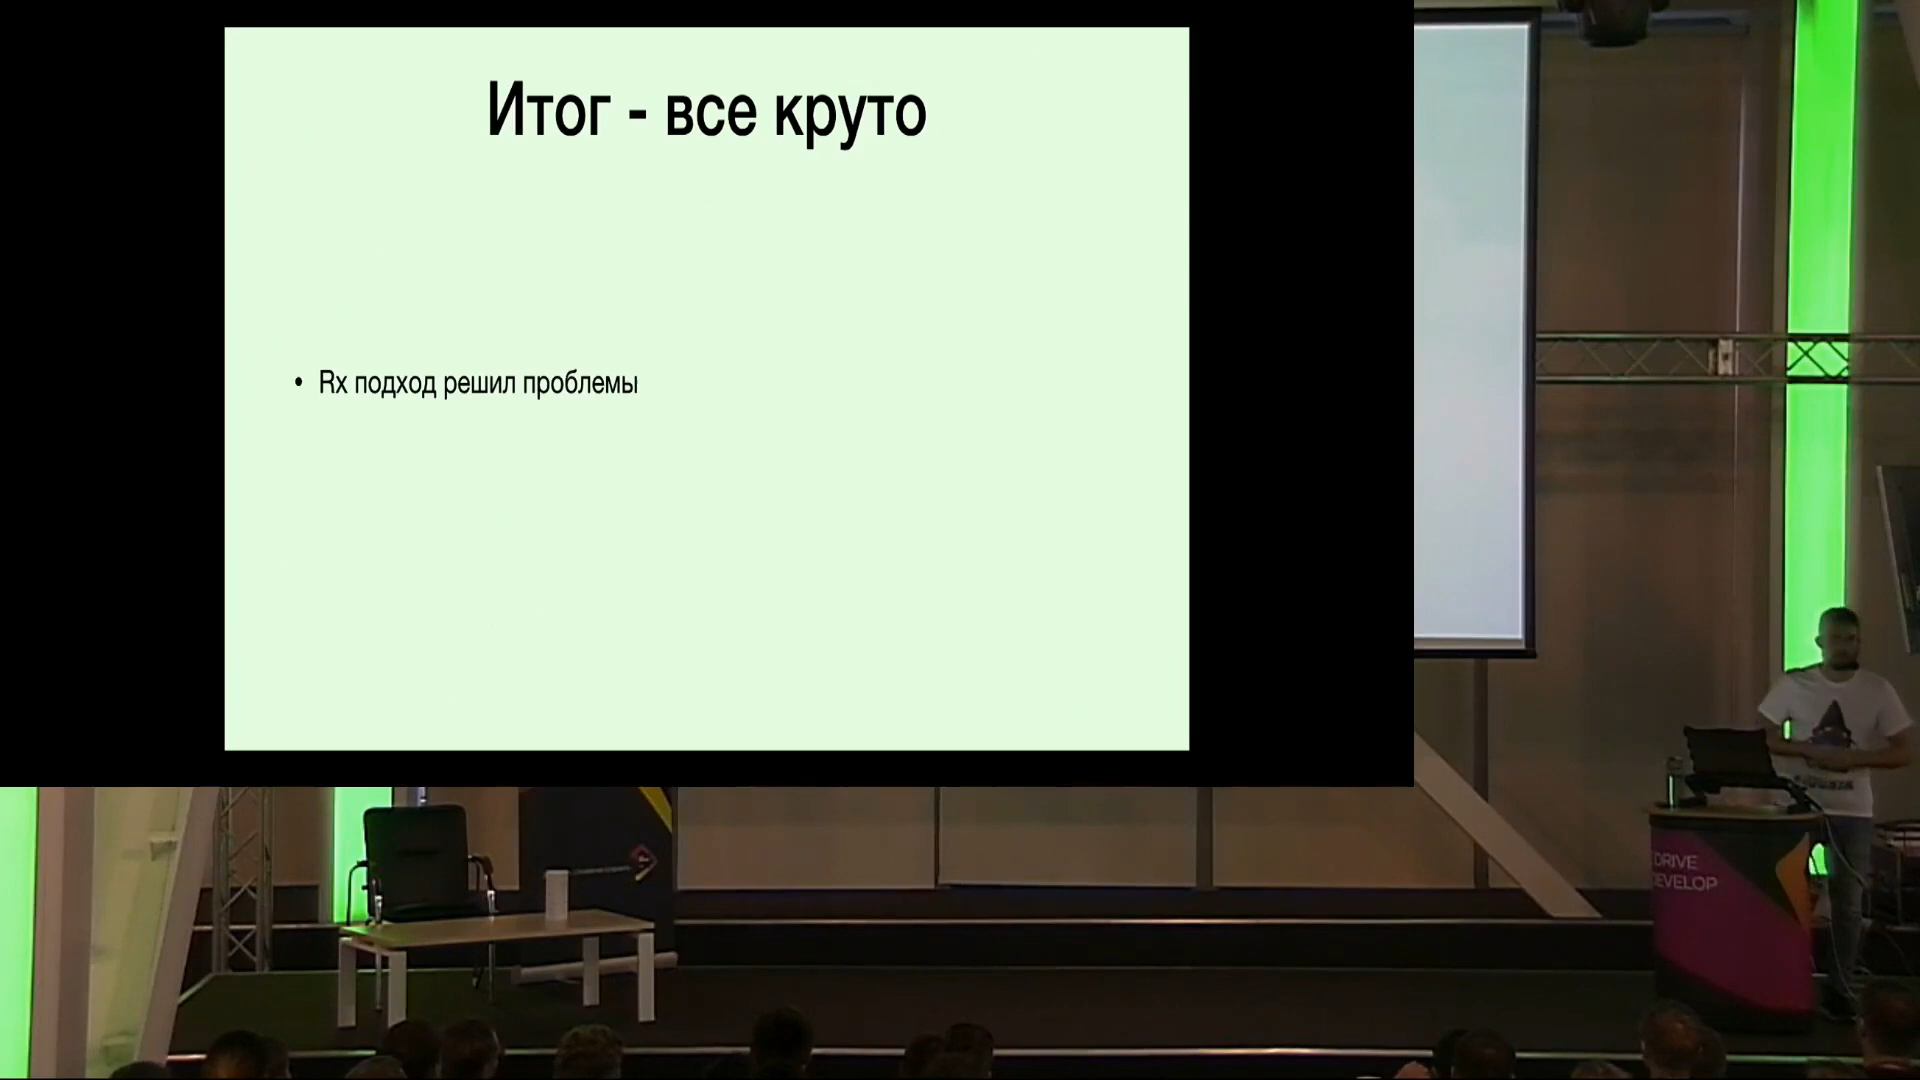 Итог - все круто
• Rx подход решил проблемы
DRIVE
DEVELOP